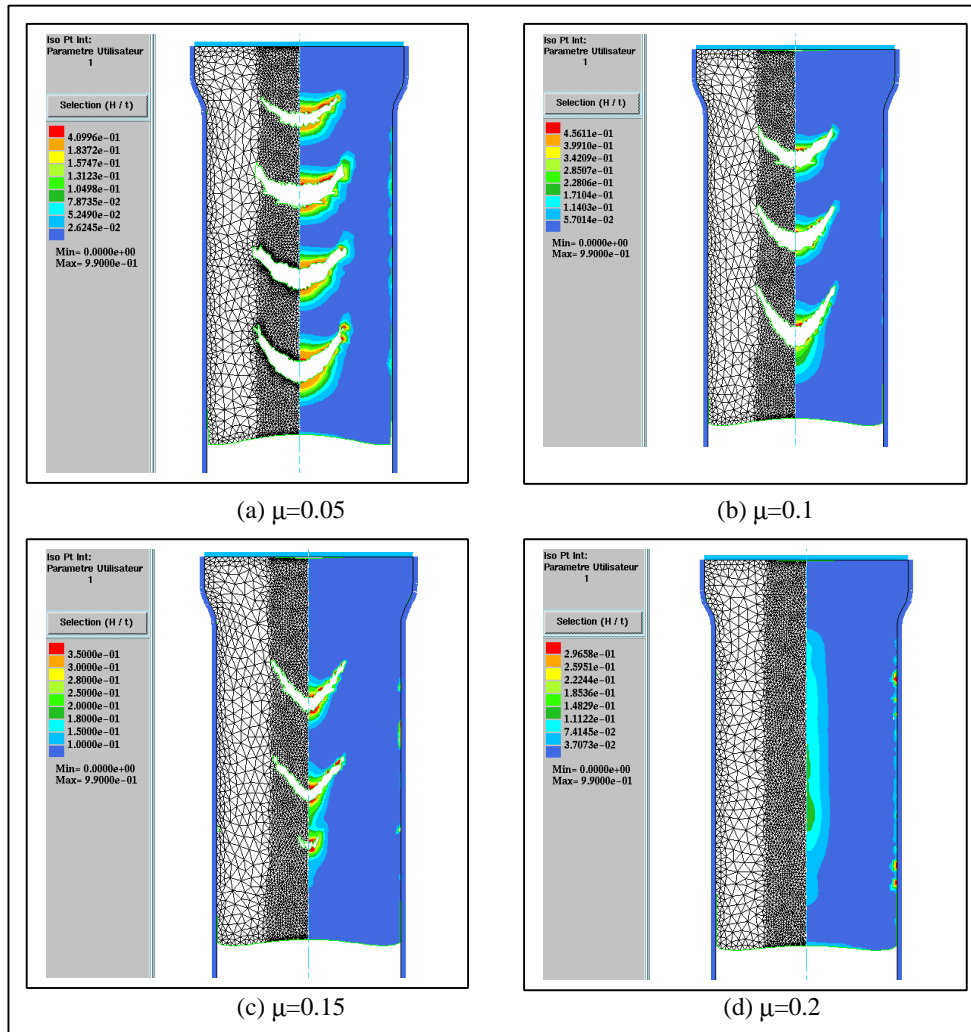 Iso Pt Int:
Parametre Utilisateur
1
Selection (H / t)
4.0996e-01
1.8372e-01
1.5747e-01
1.3123e-01
1.0498e-01
7.8735e-02
5.2490e-02
2.6245e-02
Min= 0.0000e+00
Max= 9.9000e-01
(a) μ=0.05
Iso Pt Int:
Parametre Utilisateur
1
Selection (H / t)
4.5611e-01
3.9910e-01
3.4209e-01
2.8507e-01
2.2806e-01
1.7104e-01
1.1403e-01
5.7014e-02
Min= 0.0000e+00
Max= 9.9000e-01
(b) μ=0.1
Iso Pt Int:
Parametre Utilisateur
1
Selection (H / t)
3.5000e-01
3.0000e-01
2.8000e-01
2.5000e-01
2.0000e-01
1.8000e-01
1.5000e-01
1.0000e-01
Min= 0.0000e+00
Max= 9.9000e-01
(c) μ=0.15
Iso Pt Int:
Parametre Utilisateur
1
Selection (H / t)
2.9658e-01
2.5951e-01
2.2244e-01
1.8536e-01
1.4829e-01
1.1122e-01
7.4145e-02
3.7073e-02
Min= 0.0000e+00
Max= 9.9000e-01
(d) μ=0.2